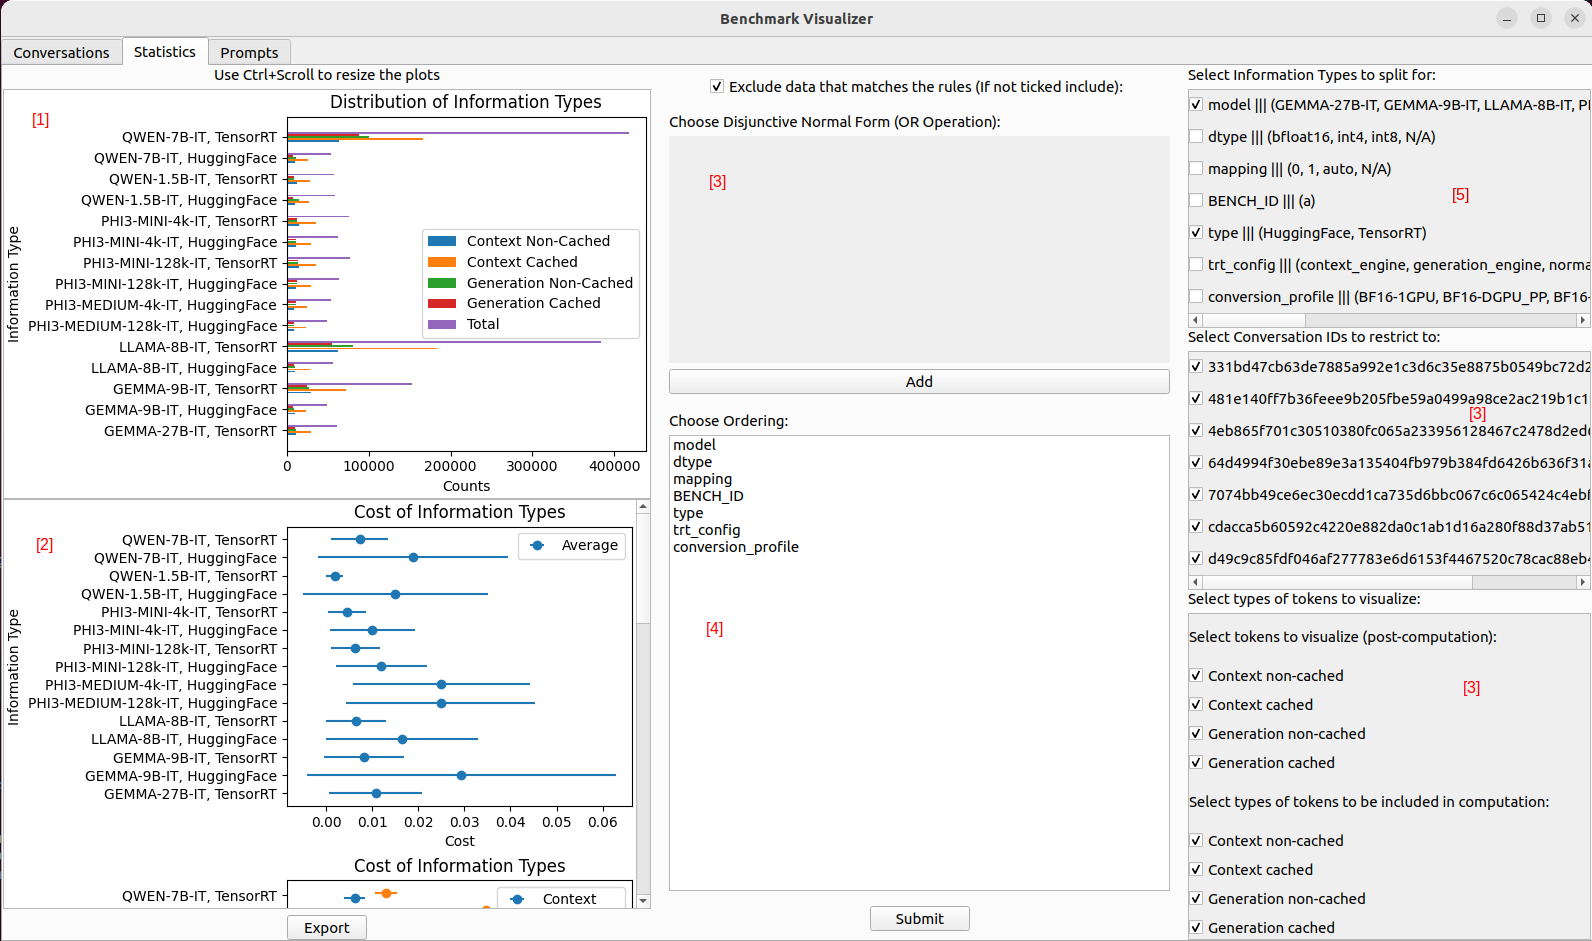 Benchmark Visualizer
Conversations
Statistics
Prompts
Use Ctrl+Scroll to resize the plots
[1]
Distribution of Information Types
Information Type
QWEN-7B-IT, TensorRT
QWEN-7B-IT, HuggingFace
QWEN-1.5B-IT, TensorRT
QWEN-1.5B-IT, HuggingFace
PHI3-MINI-4k-IT, TensorRT
PHI3-MINI-4k-IT, HuggingFace
PHI3-MINI-128k-IT, TensorRT
PHI3-MINI-128k-IT, HuggingFace
PHI3-MEDIUM-4k-IT, HuggingFace
PHI3-MEDIUM-128k-IT, HuggingFace
LLAMA-8B-IT, TensorRT
LLAMA-8B-IT, HuggingFace
GEMMA-9B-IT, TensorRT
GEMMA-9B-IT, HuggingFace
GEMMA-27B-IT, TensorRT
Context Non-Cached
Context Cached
Generation Non-Cached
Generation Cached
Total
0 100000 200000 300000 400000
Counts
[2]
Cost of Information Types
Information Type
QWEN-7B-IT, TensorRT
QWEN-7B-IT, HuggingFace
QWEN-1.5B-IT, TensorRT
QWEN-1.5B-IT, HuggingFace
PHI3-MINI-4k-IT, TensorRT
PHI3-MINI-4k-IT, HuggingFace
PHI3-MINI-128k-IT, TensorRT
PHI3-MINI-128k-IT, HuggingFace
PHI3-MEDIUM-4k-IT, HuggingFace
PHI3-MEDIUM-128k-IT, HuggingFace
LLAMA-8B-IT, TensorRT
LLAMA-8B-IT, HuggingFace
GEMMA-9B-IT, TensorRT
GEMMA-9B-IT, HuggingFace
GEMMA-27B-IT, TensorRT
Average
0.00 0.01 0.02 0.03 0.04 0.05 0.06
Cost
Cost of Information Types
QWEN-7B-IT, TensorRT
Context
Export
Exclude data that matches the rules (If not ticked include):
Choose Disjunctive Normal Form (OR Operation):
[3]
Add
Choose Ordering:
model
dtype
mapping
BENCH_ID
type
trt_config
conversion_profile
[4]
Submit
Select Information Types to split for:
model ||| (GEMMA-27B-IT, GEMMA-9B-IT, LLAMA-8B-IT, PI
dtype ||| (bfloat16, int4, int8, N/A)
mapping ||| (0, 1, auto, N/A)
BENCH_ID ||| (a)
[5]
type ||| (HuggingFace, TensorRT)
trt_config ||| (context_engine, generation_engine, norma
conversion_profile ||| (BF16-1GPU, BF16-DGPU_PP, BF16-
Select Conversation IDs to restrict to:
331bd47cb63de7885a992e1c3d6c35e8875b0549bc72d2
481e140ff7b36feee9b205fbe59a0499a98ce2ac219b1c1
[3]
4eb865f701c30510380fc065a233956128467c2478d2ed
64d4994f30ebe89e3a135404fb979b384fd6426b636f31a
7074bb49ce6ec30ecdd1ca735d6bbc067c6c065424c4ebf
cdacca5b60592c4220e882da0c1ab1d16a280f88d37ab51
d49c9c85fdf046af277783e6d6153f4467520c78cac88eb4
Select types of tokens to visualize:
Select tokens to visualize (post-computation):
Context non-cached
[3]
Context cached
Generation non-cached
Generation cached
Select types of tokens to be included in computation:
Context non-cached
Context cached
Generation non-cached
Generation cached